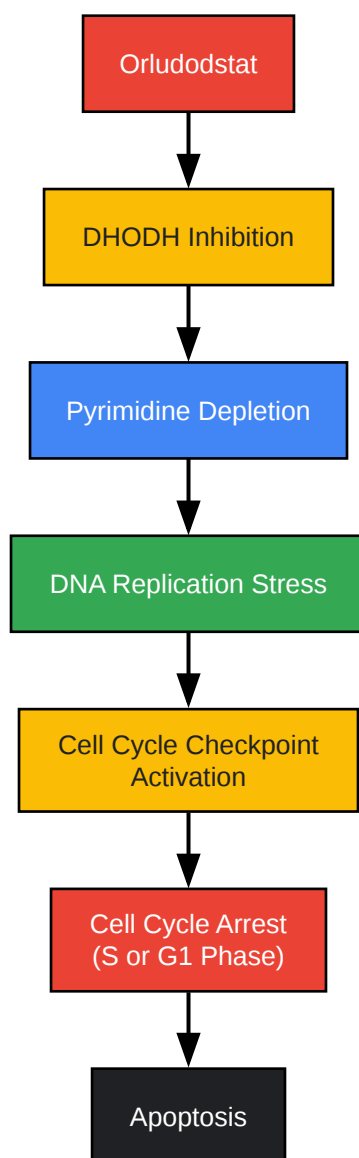 Orludodstat
DHODH Inhibition
Pyrimidine Depletion
DNA Replication Stress
Cell Cycle Checkpoint
Activation
Cell Cycle Arrest
(S or G1 Phase)
Apoptosis